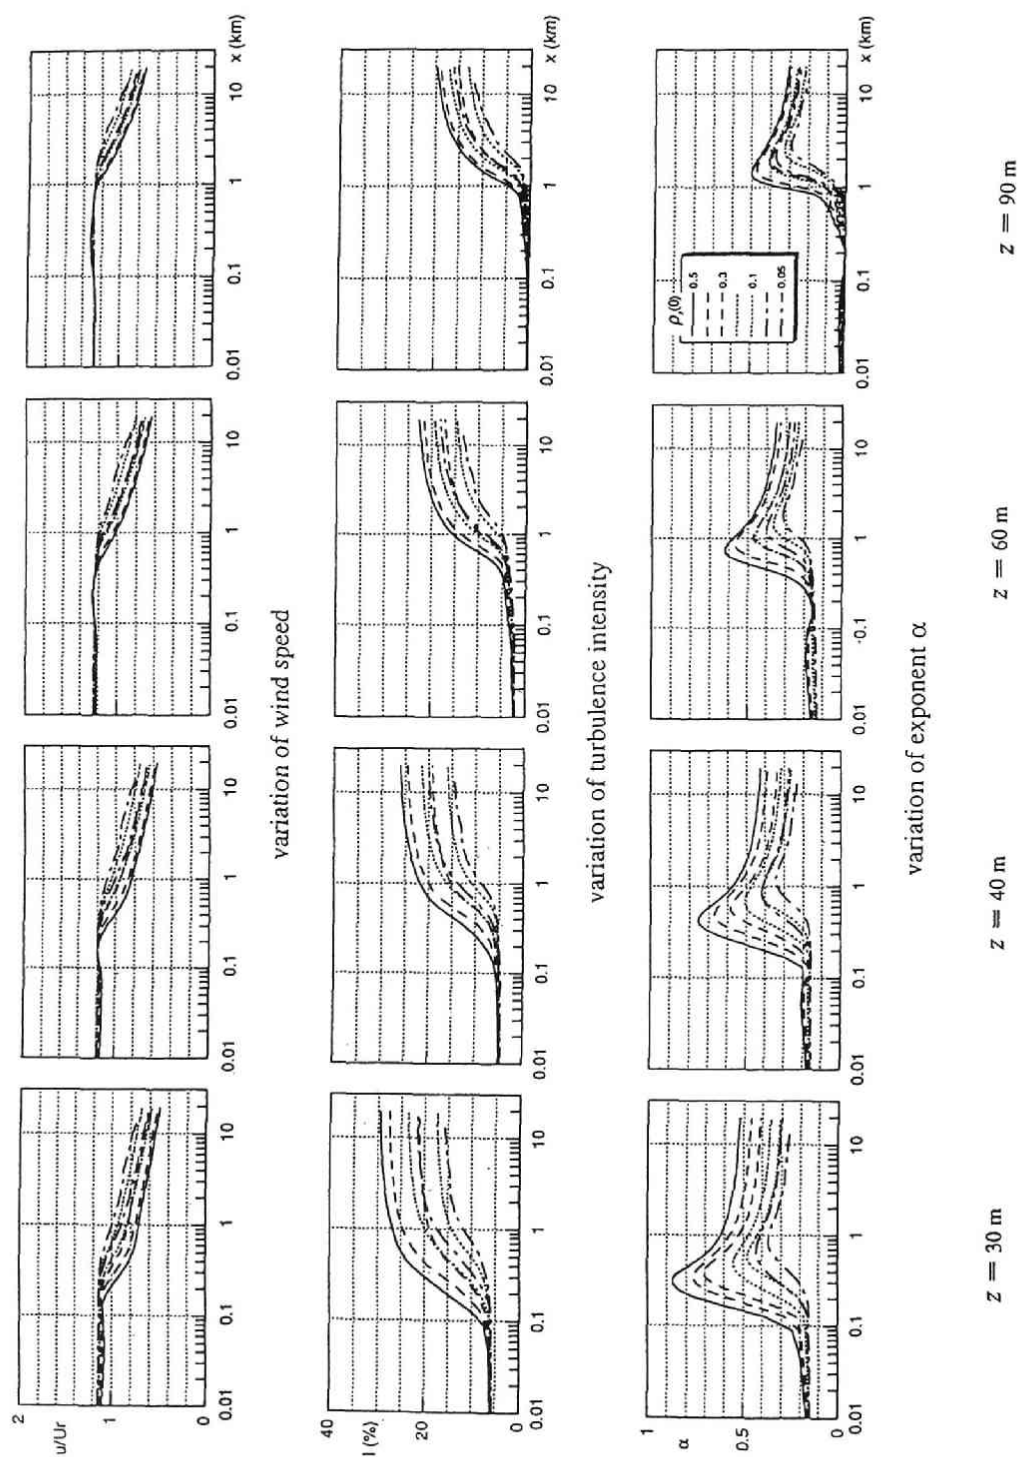 2
u/Ur
1
0
0.01 0.1 1 10 0.01 0.1 1 10 0.01 0.1 1 10 0.01 0.1 1 10 x (km)
variation of wind speed
40
I (%)
20
0
0.01 0.1 1 10 0.01 0.1 1 10 0.01 0.1 1 10 0.01 0.1 1 10 x (km)
variation of turbulence intensity
1
α
0.5
0
ρᵣ(0)
0.5
0.3
0.1
0.05
0.01 0.1 1 10 0.01 0.1 1 10 0.01 0.1 1 10 0.01 0.1 1 10 x (km)
variation of exponent α
z = 30 m z = 40 m z = 60 m z = 90 m